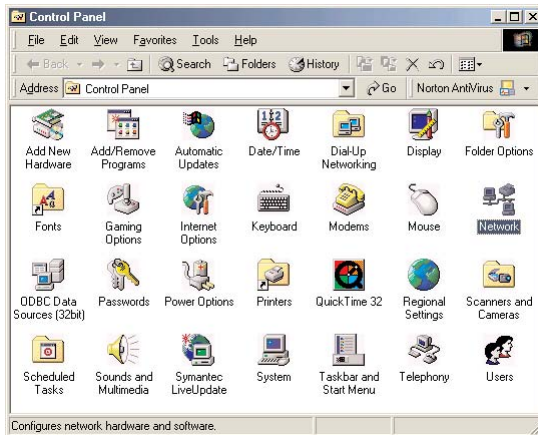 Control Panel
File Edit View Favorites Tools Help
Back Search Folders History
Address Control Panel Go Norton AntiVirus
Add New Hardware
Add/Remove Programs
Automatic Updates
Date/Time
Dial-Up Networking
Display
Folder Options
Fonts
Gaming Options
Internet Options
Keyboard
Modems
Mouse
Network
ODBC Data Sources (32bit)
Passwords
Power Options
Printers
QuickTime 32
Regional Settings
Scanners and Cameras
Scheduled Tasks
Sounds and Multimedia
Symantec LiveUpdate
System
Taskbar and Start Menu
Telephony
Users
Configures network hardware and software.